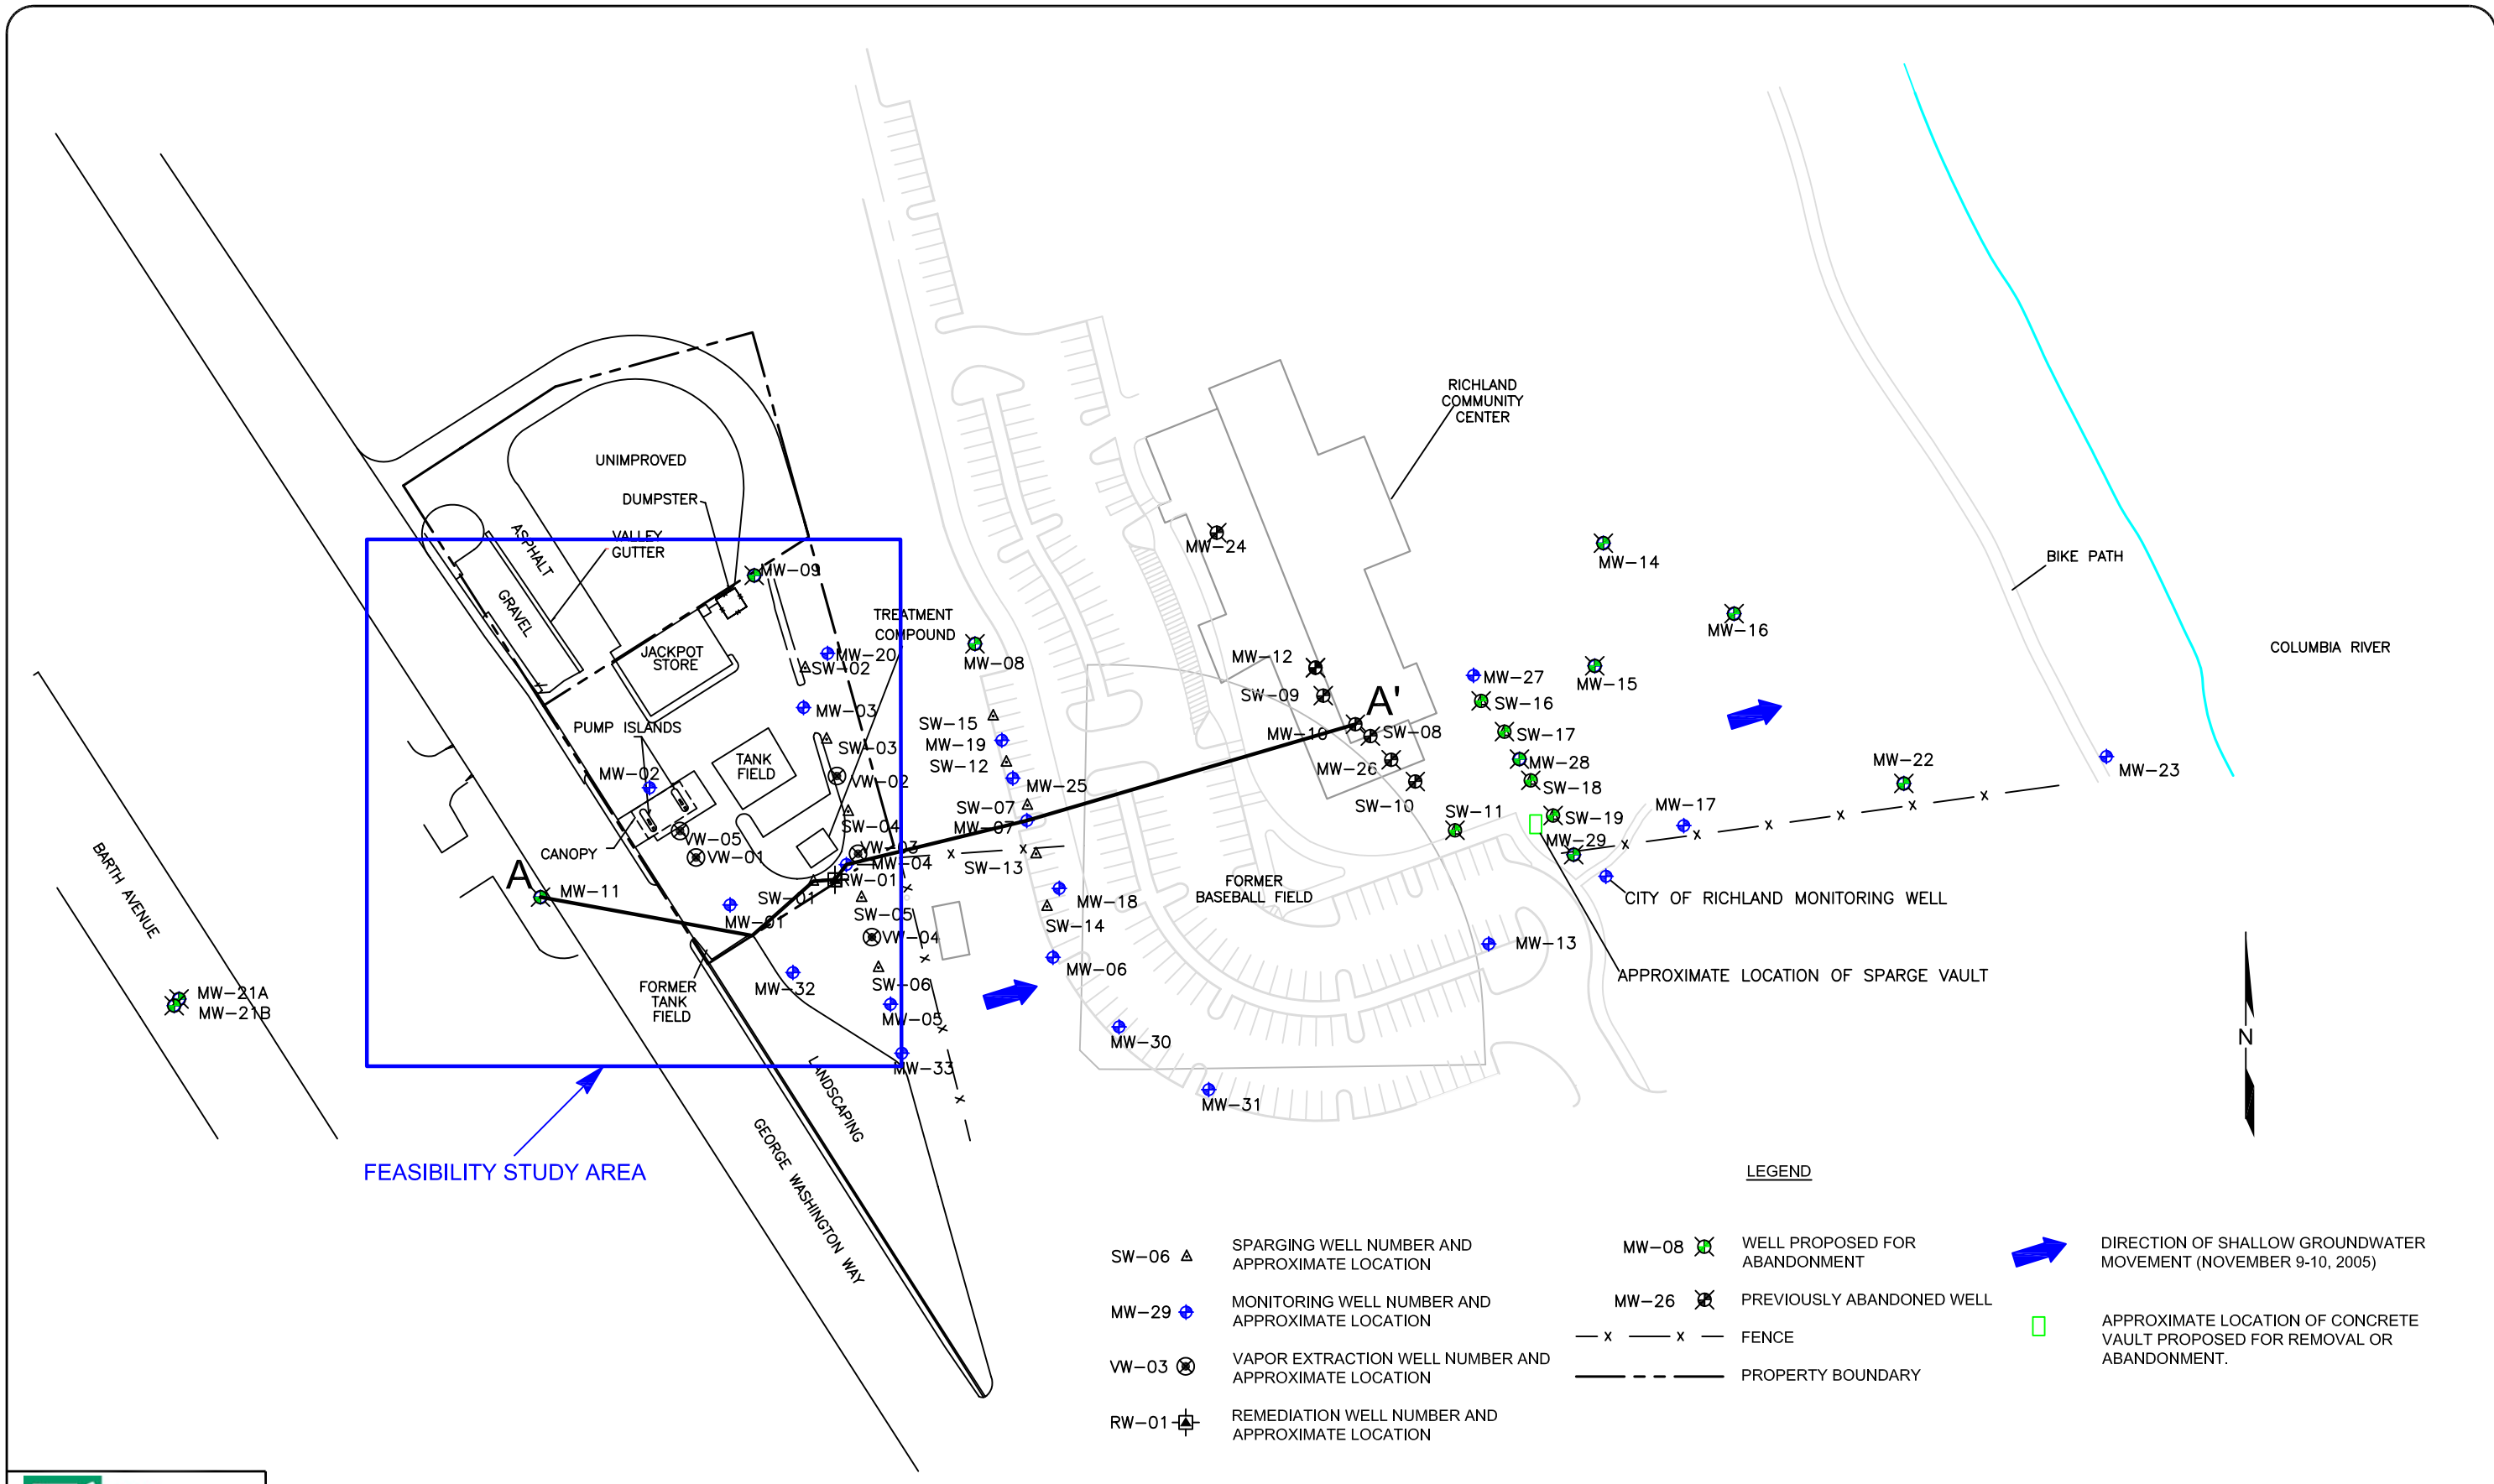 RICHLAND
COMMUNITY
CENTER
UNIMPROVED
DUMPSTER
ASPHALT
VALLEY
GUTTER
GRAVEL
MW-24
MW-14
BIKE PATH
MW-09
TREATMENT
COMPOUND
MW-16
JACKPOT
STORE
MW-20
SW-02
MW-08
MW-12
COLUMBIA RIVER
MW-27
MW-15
SW-09
A'
SW-16
MW-03
PUMP ISLANDS
SW-15
MW-10
SW-08
SW-17
SW-03
MW-19
TANK
FIELD
SW-12
MW-26
MW-28
MW-22
MW-23
MW-02
VW-02
MW-25
SW-18
SW-07
SW-10
SW-11
SW-19
MW-17
SW-04
MW-07
VW-05
VW-03
MW-29
CANOPY
VW-01
MW-04
SW-13
BARTH AVENUE
A
MW-11
RW-01
FORMER
BASEBALL FIELD
SW-01
MW-18
CITY OF RICHLAND MONITORING WELL
MW-01
SW-05
SW-14
VW-04
MW-13
MW-06
APPROXIMATE LOCATION OF SPARGE VAULT
FORMER
TANK
FIELD
MW-32
SW-06
MW-21A
MW-21B
MW-05
MW-30
N
MW-33
MW-31
LANDSCAPING
GEORGE WASHINGTON WAY
FEASIBILITY STUDY AREA
LEGEND
SW-06
SPARGING WELL NUMBER AND
APPROXIMATE LOCATION
MW-29
MONITORING WELL NUMBER AND
APPROXIMATE LOCATION
VW-03
VAPOR EXTRACTION WELL NUMBER AND
APPROXIMATE LOCATION
RW-01
REMEDIATION WELL NUMBER AND
APPROXIMATE LOCATION
MW-08
WELL PROPOSED FOR
ABANDONMENT
MW-26
PREVIOUSLY ABANDONED WELL
x x
FENCE
PROPERTY BOUNDARY
DIRECTION OF SHALLOW GROUNDWATER
MOVEMENT (NOVEMBER 9-10, 2005)
APPROXIMATE LOCATION OF CONCRETE
VAULT PROPOSED FOR REMOVAL OR
ABANDONMENT.